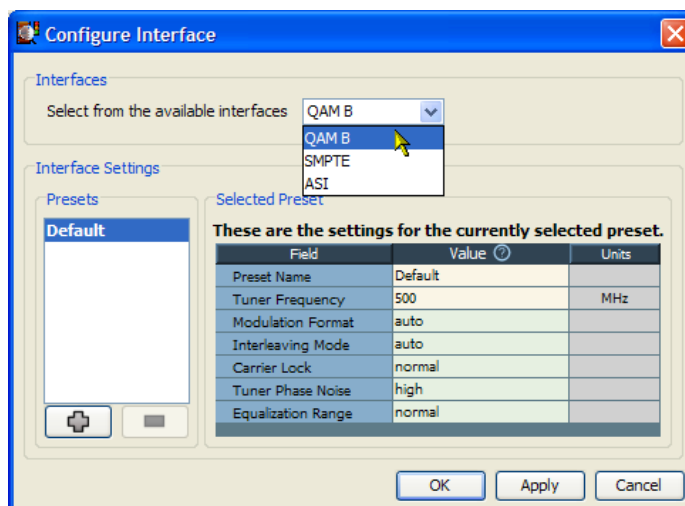 Configure Interface
Interfaces
Select from the available interfaces QAM B
QAM B
SMPTE
ASI
Interface Settings
Presets
Default
Selected Preset
These are the settings for the currently selected preset.
Field Value ? Units
Preset Name Default
Tuner Frequency 500 MHz
Modulation Format auto
Interleaving Mode auto
Carrier Lock normal
Tuner Phase Noise high
Equalization Range normal
OK Apply Cancel